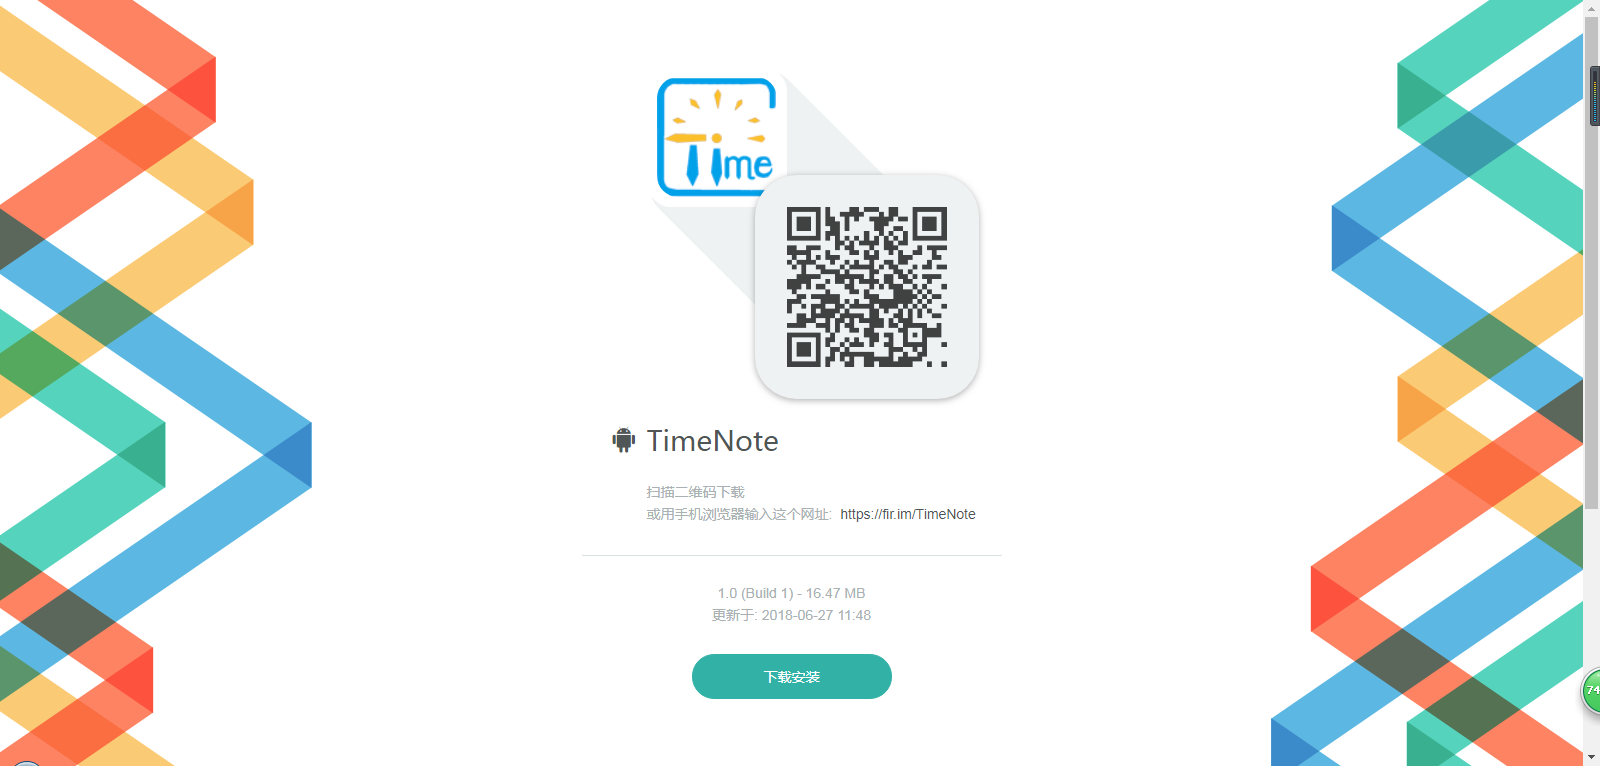 Time
TimeNote
扫描二维码下载
或用手机浏览器输入这个网址: https://fir.im/TimeNote
1.0 (Build 1) - 16.47 MB
更新于: 2018-06-27 11:48
下载安装
74